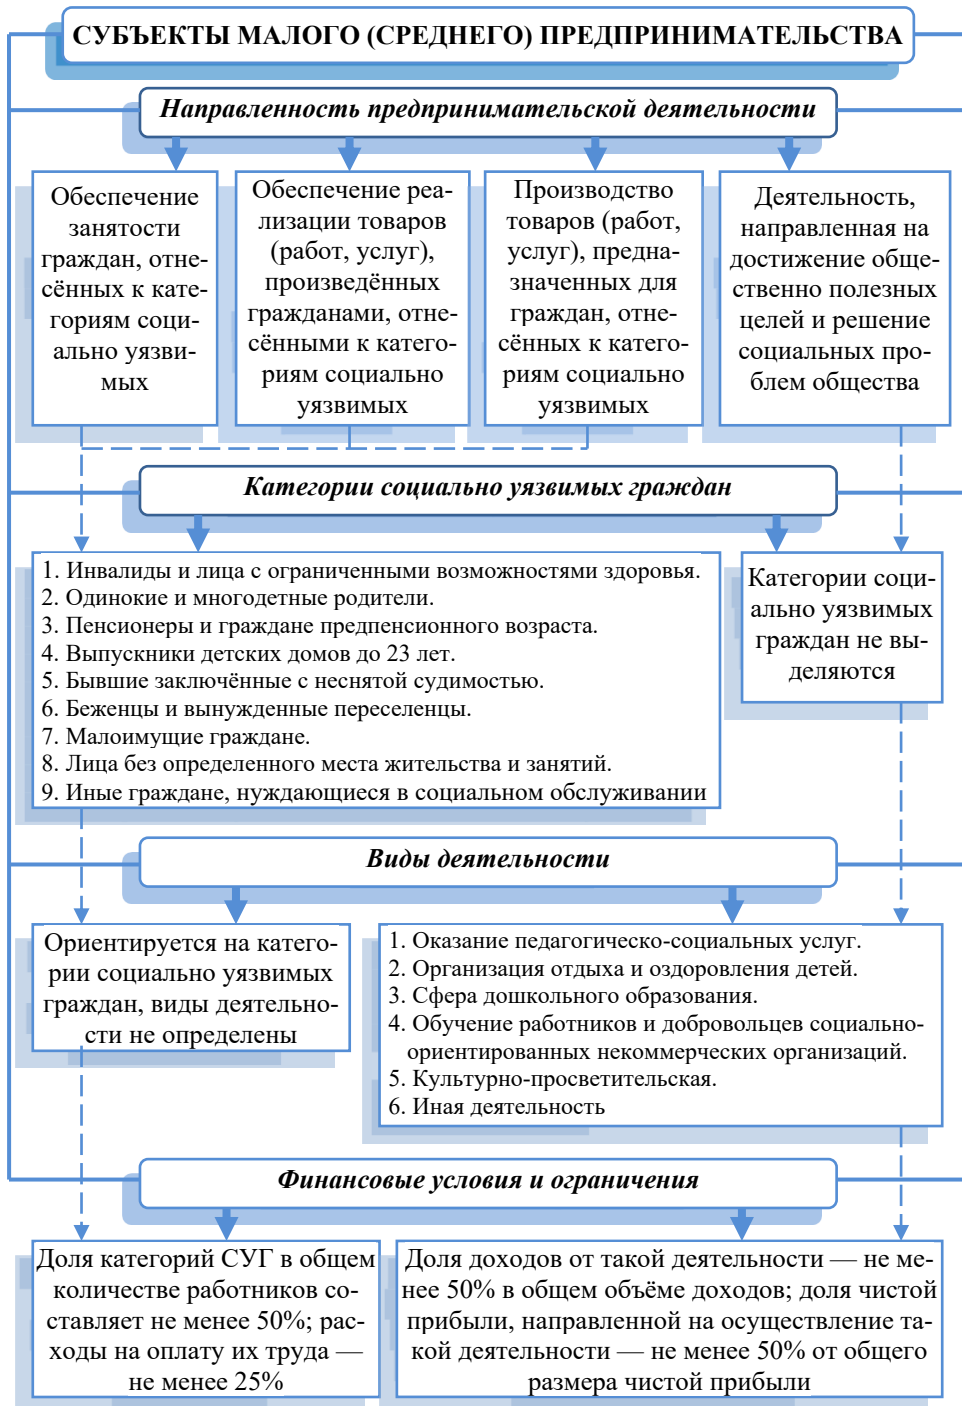 СУБЪЕКТЫ МАЛОГО (СРЕДНЕГО) ПРЕДПРИНИМАТЕЛЬСТВА
Направленность предпринимательской деятельности
Обеспечение
занятости
граждан, отне-
сённых к кате-
гориям соци-
ально уязви-
мых
Обеспечение реа-
лизации товаров
(работ, услуг),
произведённых
гражданами, отне-
сёнными к катего-
риям социально
уязвимых
Производство
товаров (работ,
услуг), предна-
значенных для
граждан, отне-
сённых к катего-
риям социально
уязвимых
Деятельность,
направленная на
достижение обще-
ственно полезных
целей и решение
социальных про-
блем общества
Категории социально уязвимых граждан
1. Инвалиды и лица с ограниченными возможностями здоровья.
2. Одинокие и многодетные родители.
3. Пенсионеры и граждане предпенсионного возраста.
4. Выпускники детских домов до 23 лет.
5. Бывшие заключённые с неснятой судимостью.
6. Беженцы и вынужденные переселенцы.
7. Малоимущие граждане.
8. Лица без определенного места жительства и занятий.
9. Иные граждане, нуждающиеся в социальном обслуживании
Категории соци-
ально уязвимых
граждан не вы-
деляются
Виды деятельности
Ориентируется на катего-
рии социально уязвимых
граждан, виды деятельно-
сти не определены
1. Оказание педагогическо-социальных услуг.
2. Организация отдыха и оздоровления детей.
3. Сфера дошкольного образования.
4. Обучение работников и добровольцев социально-
ориентированных некоммерческих организаций.
5. Культурно-просветительская.
6. Иная деятельность
Финансовые условия и ограничения
Доля категорий СУГ в общем
количестве работников со-
ставляет не менее 50%; рас-
ходы на оплату их труда —
не менее 25%
Доля доходов от такой деятельности — не ме-
нее 50% в общем объёме доходов; доля чистой
прибыли, направленной на осуществление та-
кой деятельности — не менее 50% от общего
размера чистой прибыли